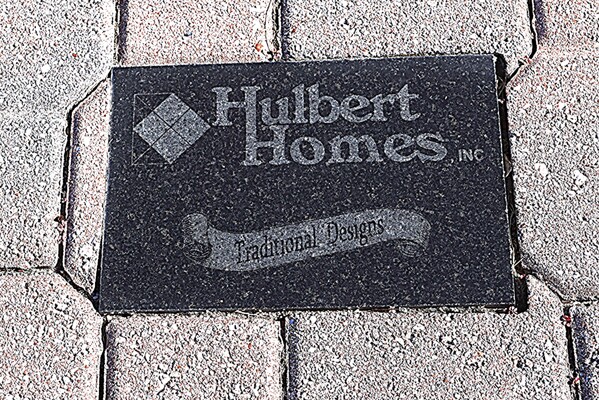 Hulbert
Homes INC
Traditional Designs